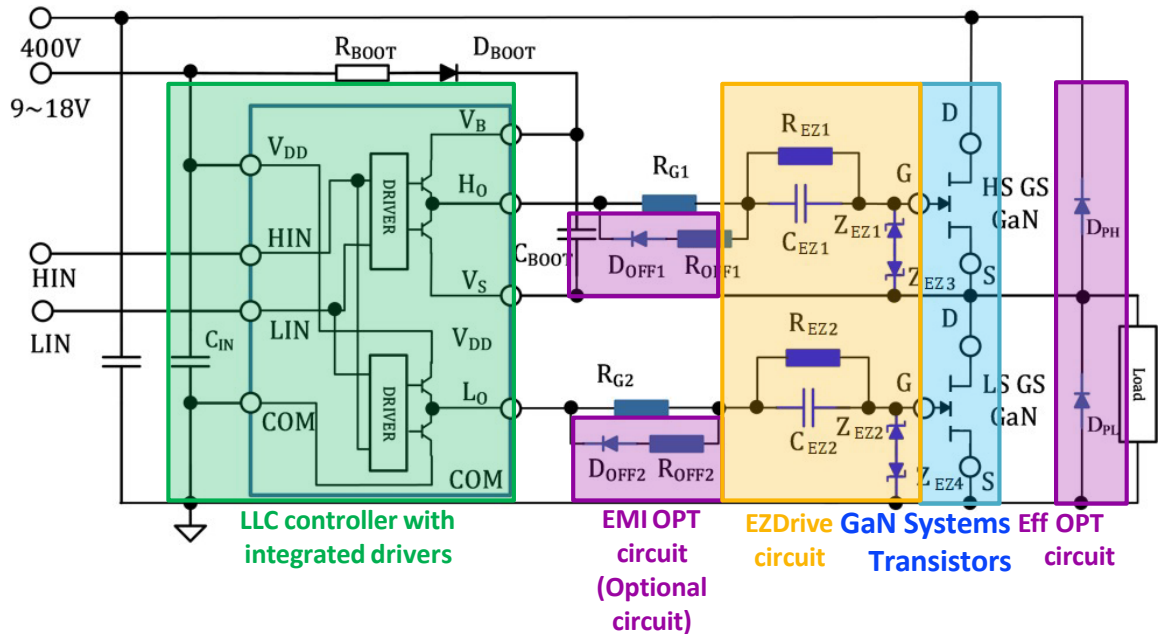 400V
R_BOOT
D_BOOT
9~18V
V_B
V_DD
H_O
DRIVER
HIN
HIN
V_S
C_BOOT
LIN
LIN
C_IN
V_DD
DRIVER
L_O
COM
COM
R_G1
D_OFF1
R_OFF1
R_EZ1
C_EZ1
Z_EZ1
Z_EZ3
G
D
HS GS
GaN
S
R_G2
D_OFF2
R_OFF2
R_EZ2
C_EZ2
Z_EZ2
Z_EZ4
G
D
LS GS
GaN
S
D_PH
D_PL
Load
LLC controller with
integrated drivers
EMI OPT
circuit
(Optional
circuit)
EZDrive
circuit
GaN Systems
Transistors
Eff OPT
circuit